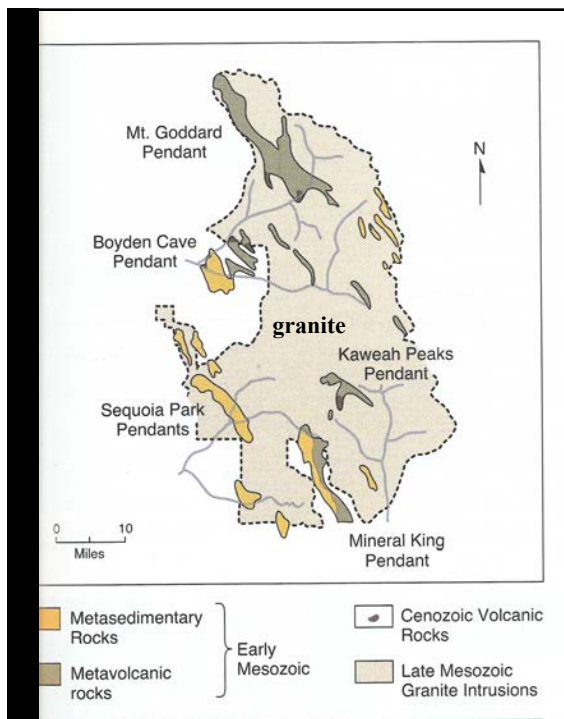 Mt. Goddard
Pendant
N
Boyden Cave
Pendant
granite
Kaweah Peaks
Pendant
Sequoia Park
Pendants
0 10
Miles
Mineral King
Pendant
Metasedimentary
Rocks
Metavolcanic
rocks
Early
Mesozoic
Cenozoic Volcanic
Rocks
Late Mesozoic
Granite Intrusions